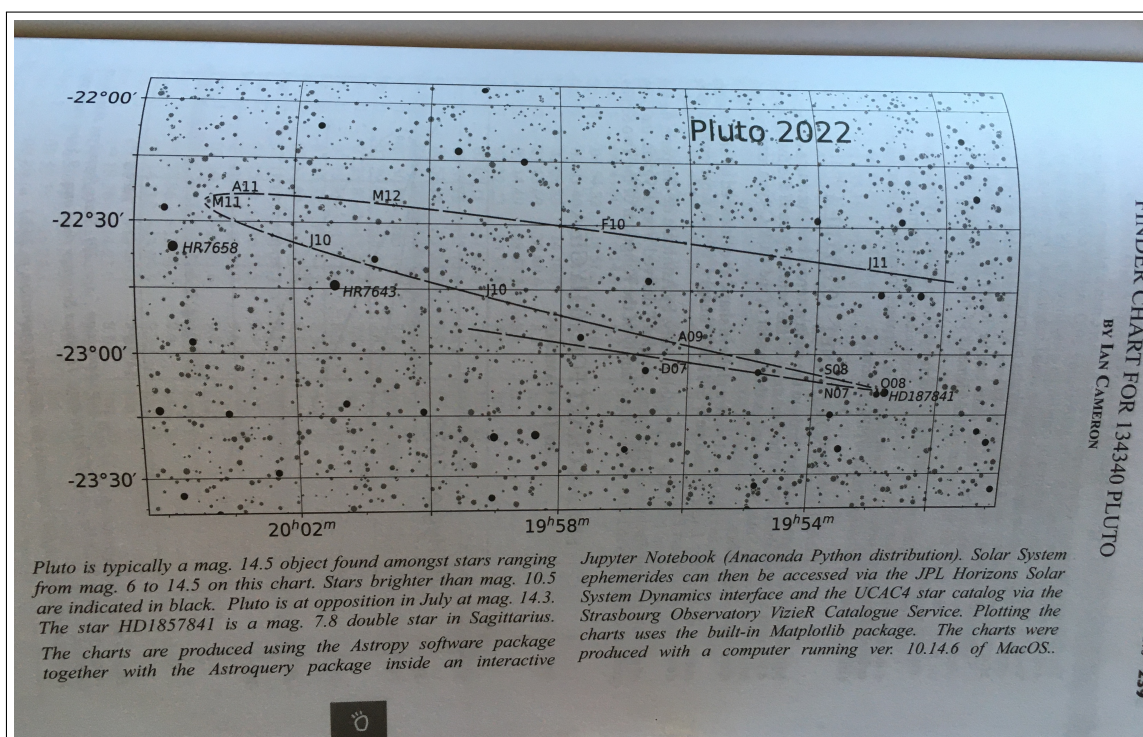 Pluto 2022
-22°00′
-22°30′
-23°00′
-23°30′
A11
M11
M12
F10
J11
J10
HR7658
HR7643
J10
A09
D07
S08
O08
N07
HD187841
20ʰ02ᵐ
19ʰ58ᵐ
19ʰ54ᵐ
Pluto is typically a mag. 14.5 object found amongst stars ranging
from mag. 6 to 14.5 on this chart. Stars brighter than mag. 10.5
are indicated in black. Pluto is at opposition in July at mag. 14.3.
The star HD1857841 is a mag. 7.8 double star in Sagittarius.
The charts are produced using the Astropy software package
together with the Astroquery package inside an interactive
Jupyter Notebook (Anaconda Python distribution). Solar System
ephemerides can then be accessed via the JPL Horizons Solar
System Dynamics interface and the UCAC4 star catalog via the
Strasbourg Observatory VizieR Catalogue Service. Plotting the
charts uses the built-in Matplotlib package. The charts were
produced with a computer running ver. 10.14.6 of MacOS..
CHART FOR 134340 PLUTO
BY IAN CAMERON